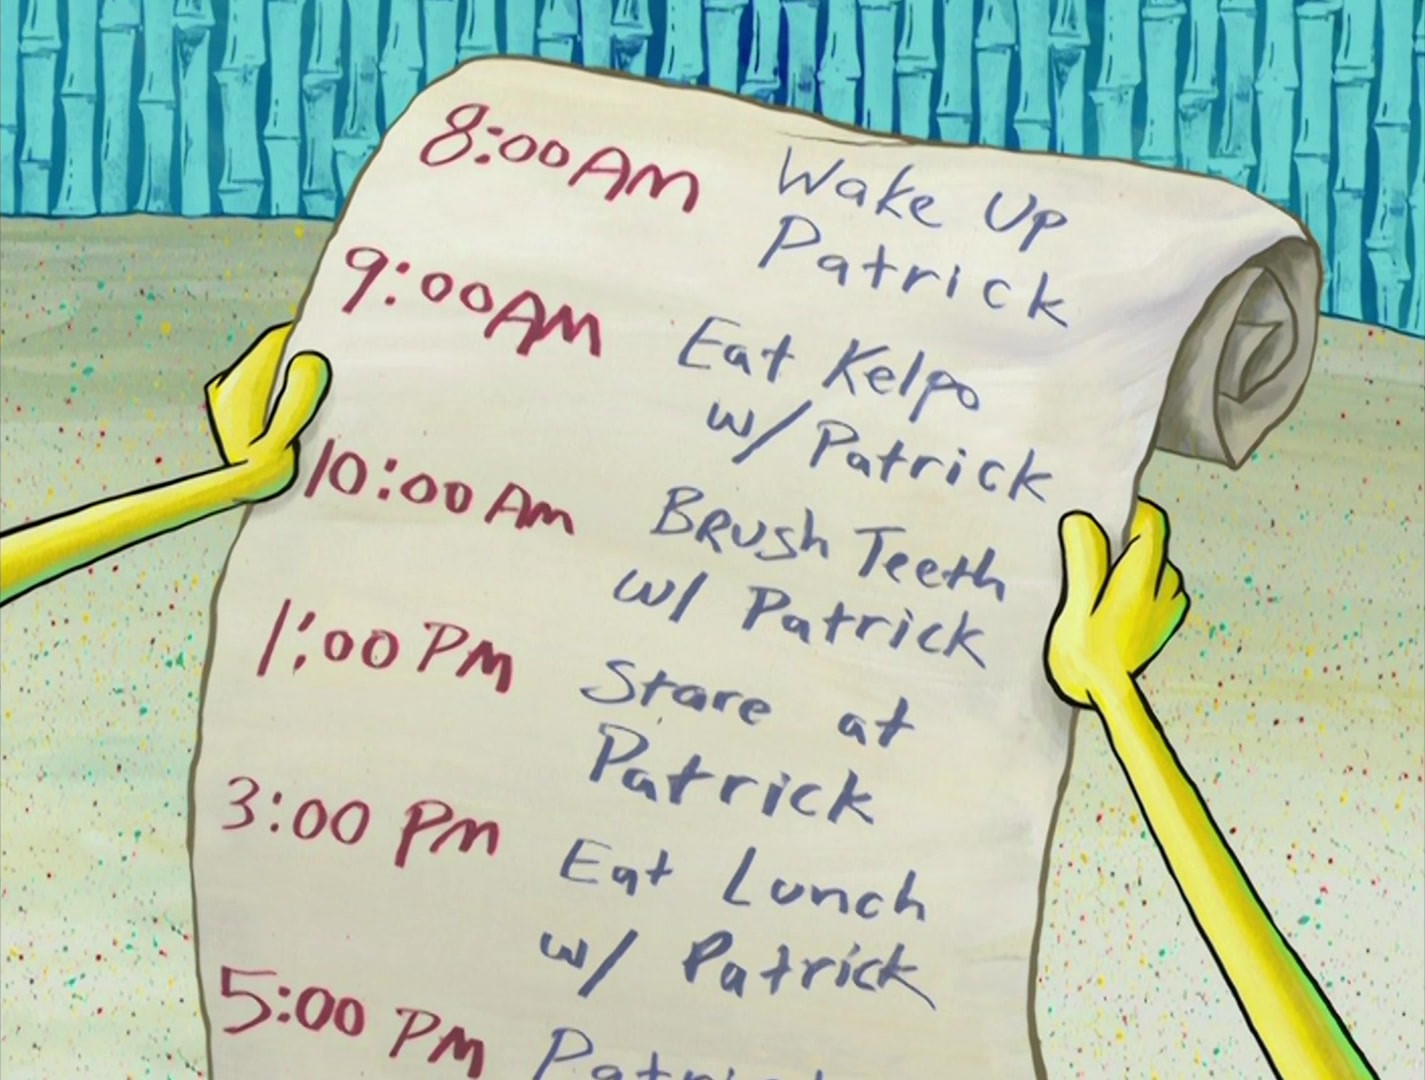 8:00 AM Wake Up
Patrick
9:00 AM Eat Kelpo
w/ Patrick
10:00 Am Brush Teeth
w/ Patrick
1:00 PM Stare at
Patrick
3:00 Pm Eat Lunch
w/ Patrick
5:00 PM